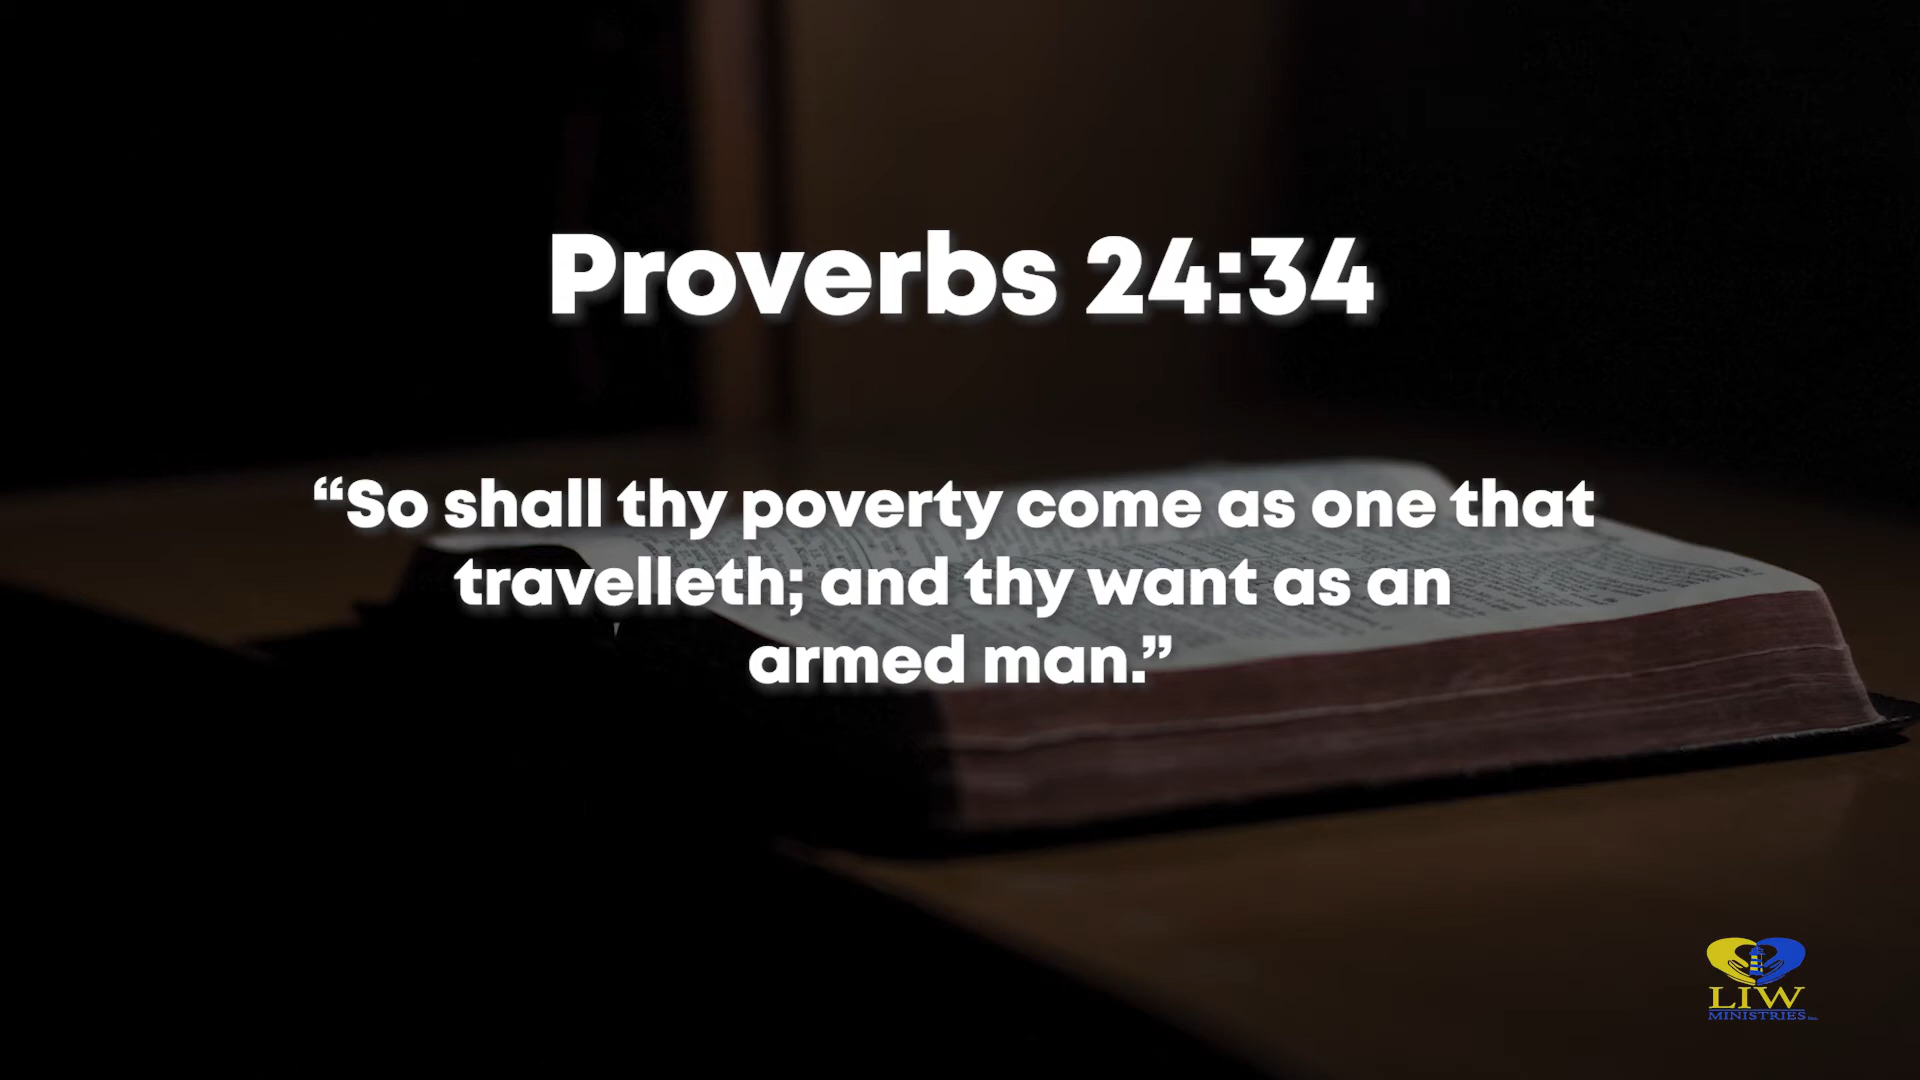 Proverbs 24:34
“So shall thy poverty come as one that
travelleth; and thy want as an
armed man.”
LIW
MINISTRIES